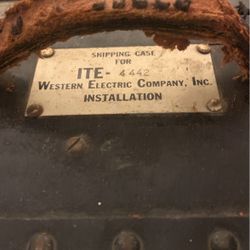 SHIPPING CASE
FOR
ITE- 4442
WESTERN ELECTRIC COMPANY, INC.
INSTALLATION